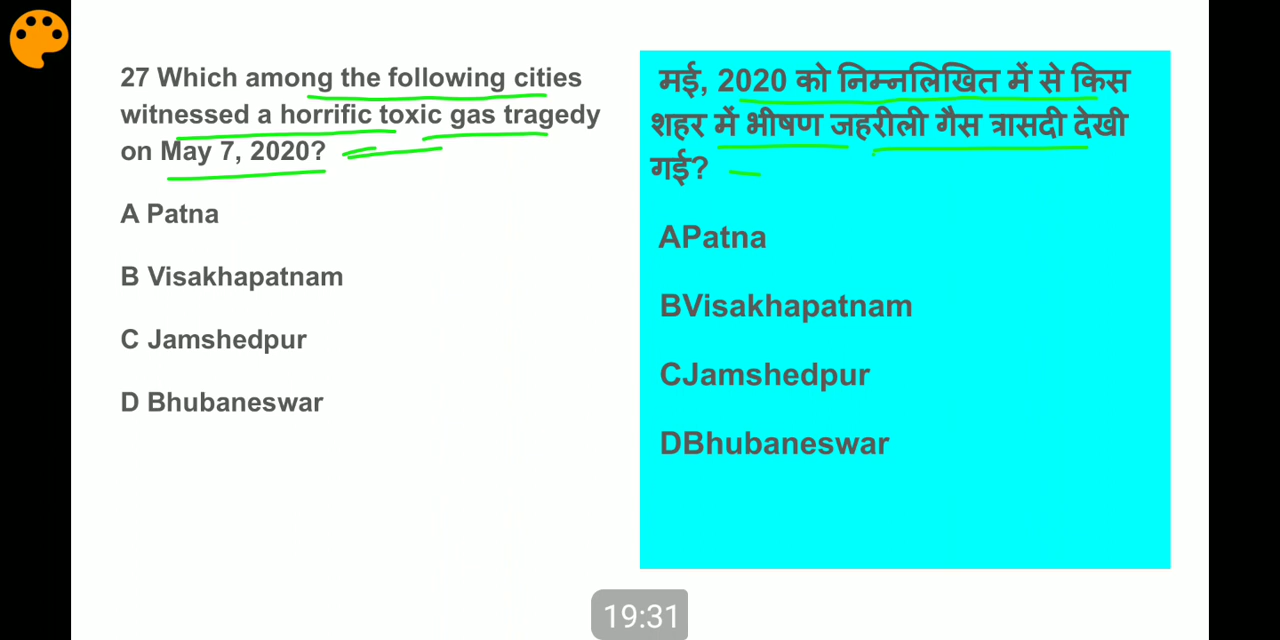 27 Which among the following cities
witnessed a horrific toxic gas tragedy
on May 7, 2020?
A Patna
B Visakhapatnam
C Jamshedpur
D Bhubaneswar
मई, 2020 को निम्नलिखित में से किस
शहर में भीषण जहरीली गैस त्रासदी देखी
गई?
APatna
BVisakhapatnam
CJamshedpur
DBhubaneswar
19:31